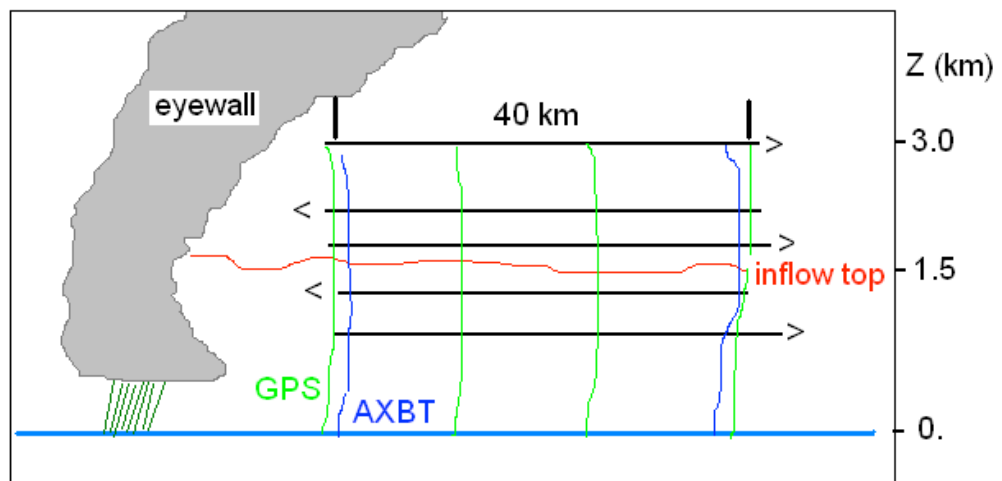 eyewall
40 km
Z (km)
3.0
>
<
>
inflow top
1.5
<
>
GPS
AXBT
0.